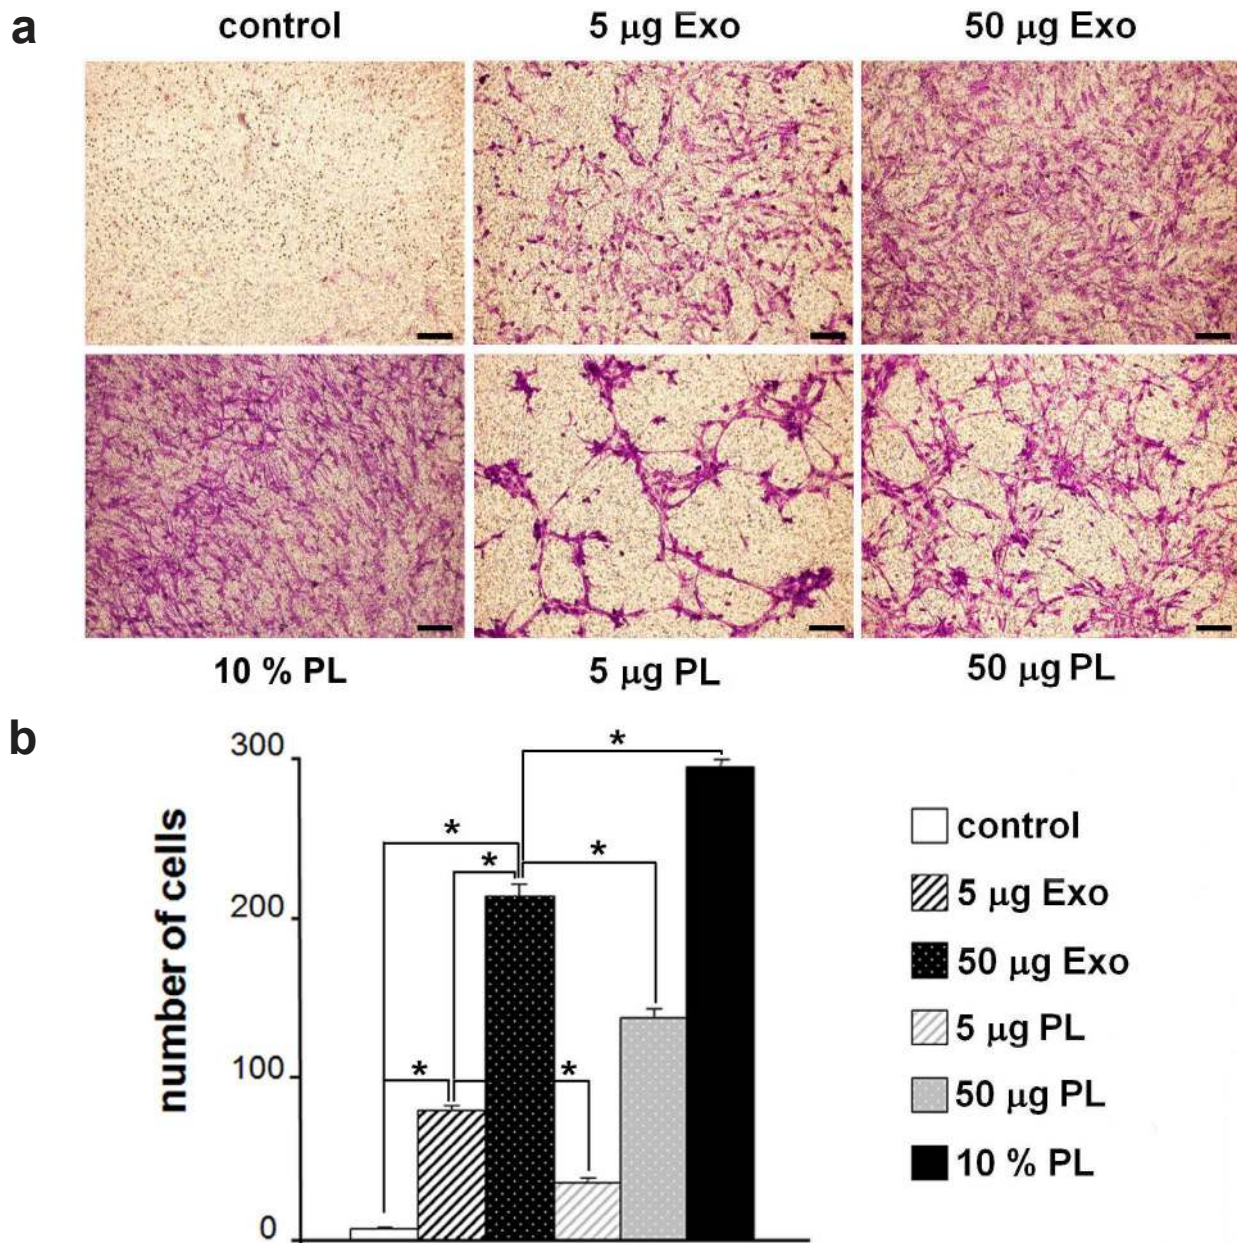 a
control
5 μg Exo
50 μg Exo
10 % PL
5 μg PL
50 μg PL
b
number of cells
300
200
100
0
*
*
*
*
*
*
control
5 μg Exo
50 μg Exo
5 μg PL
50 μg PL
10 % PL